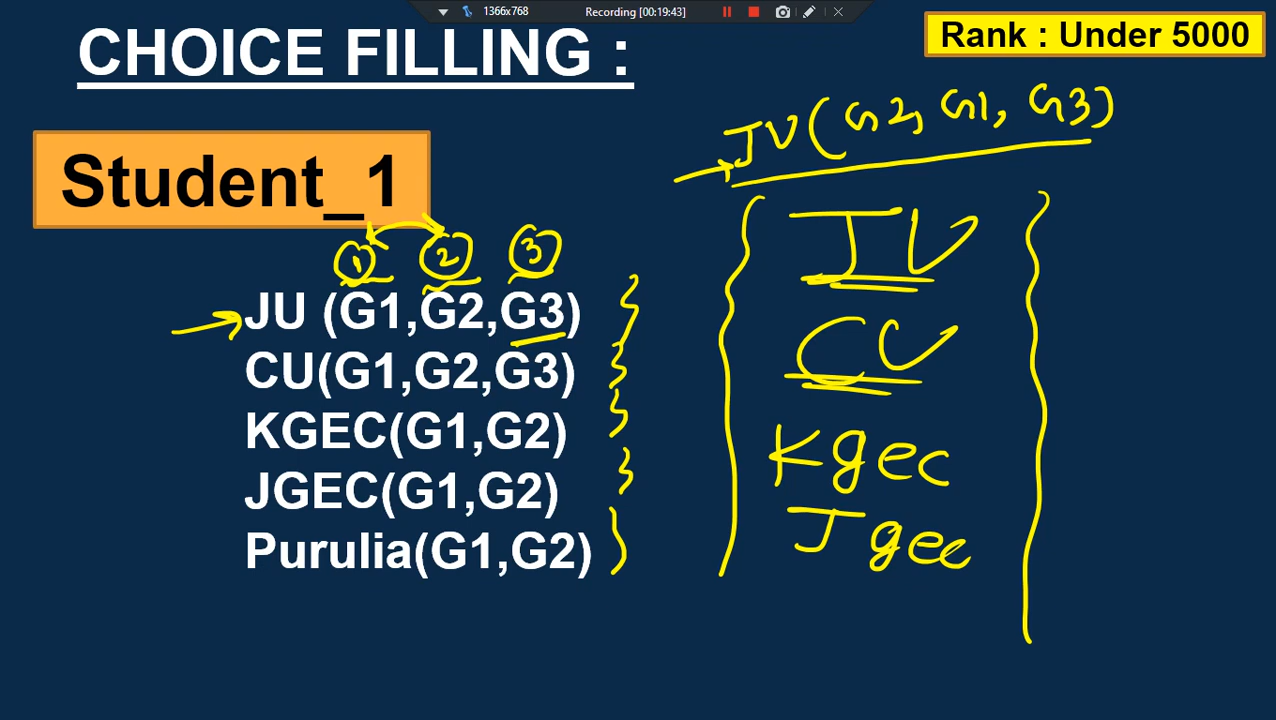 1366x768
Recording [00:19:43]
CHOICE FILLING :
Rank : Under 5000
JU(G2, G1, G3)
Student_1
1 2 3
JU (G1,G2,G3)
CU(G1,G2,G3)
KGEC(G1,G2)
JGEC(G1,G2)
Purulia(G1,G2)
JU
CU
Kgec
Jgec